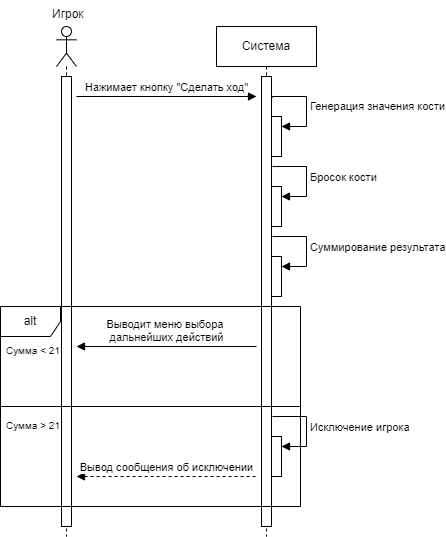 Игрок
Система
Нажимает кнопку "Сделать ход"
Генерация значения кости
Бросок кости
Суммирование результата
alt
Выводит меню выбора
дальнейших действий
Сумма < 21
Сумма > 21
Исключение игрока
Вывод сообщения об исключении